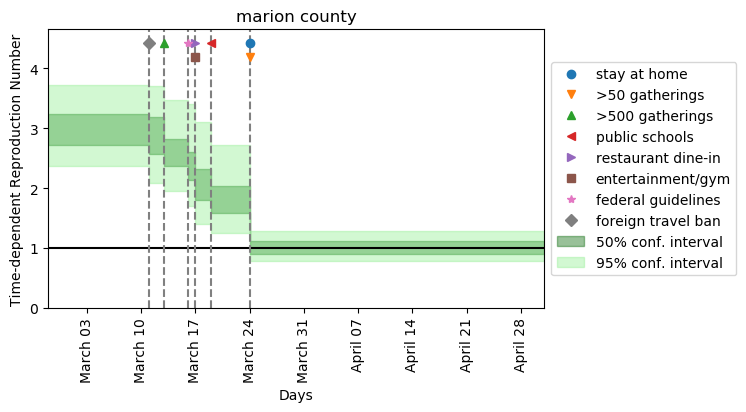 marion county
Time-dependent Reproduction Number
4
3
2
1
0
March 03
March 10
March 17
March 24
March 31
April 07
April 14
April 21
April 28
Days
stay at home
>50 gatherings
>500 gatherings
public schools
restaurant dine-in
entertainment/gym
federal guidelines
foreign travel ban
50% conf. interval
95% conf. interval